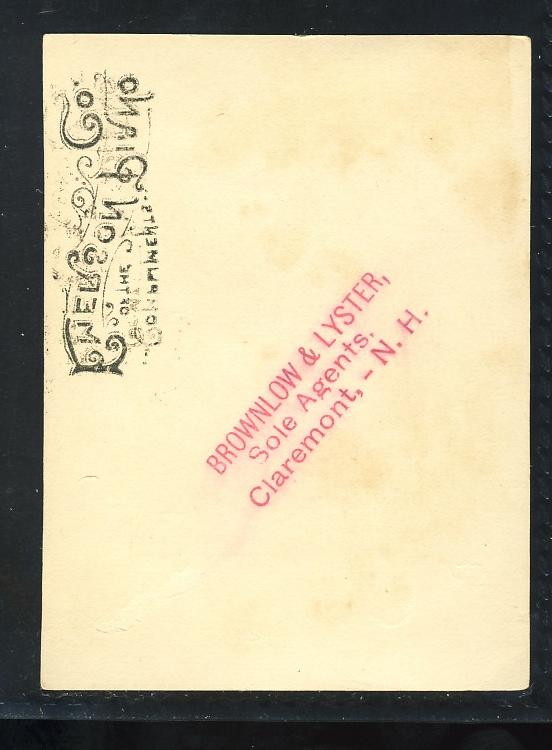 COMPLIMENTS
OF THE
EMERSON
PIANO CO.
BROWNLOW & LYSTER,
Sole Agents.
Claremont, - N. H.